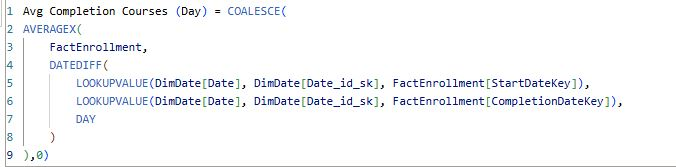 1 Avg Completion Courses (Day) = COALESCE(
2 AVERAGEX(
3 FactEnrollment,
4 DATEDIFF(
5 LOOKUPVALUE(DimDate[Date], DimDate[Date_id_sk], FactEnrollment[StartDateKey]),
6 LOOKUPVALUE(DimDate[Date], DimDate[Date_id_sk], FactEnrollment[CompletionDateKey]),
7 DAY
8 )
9 ),0)